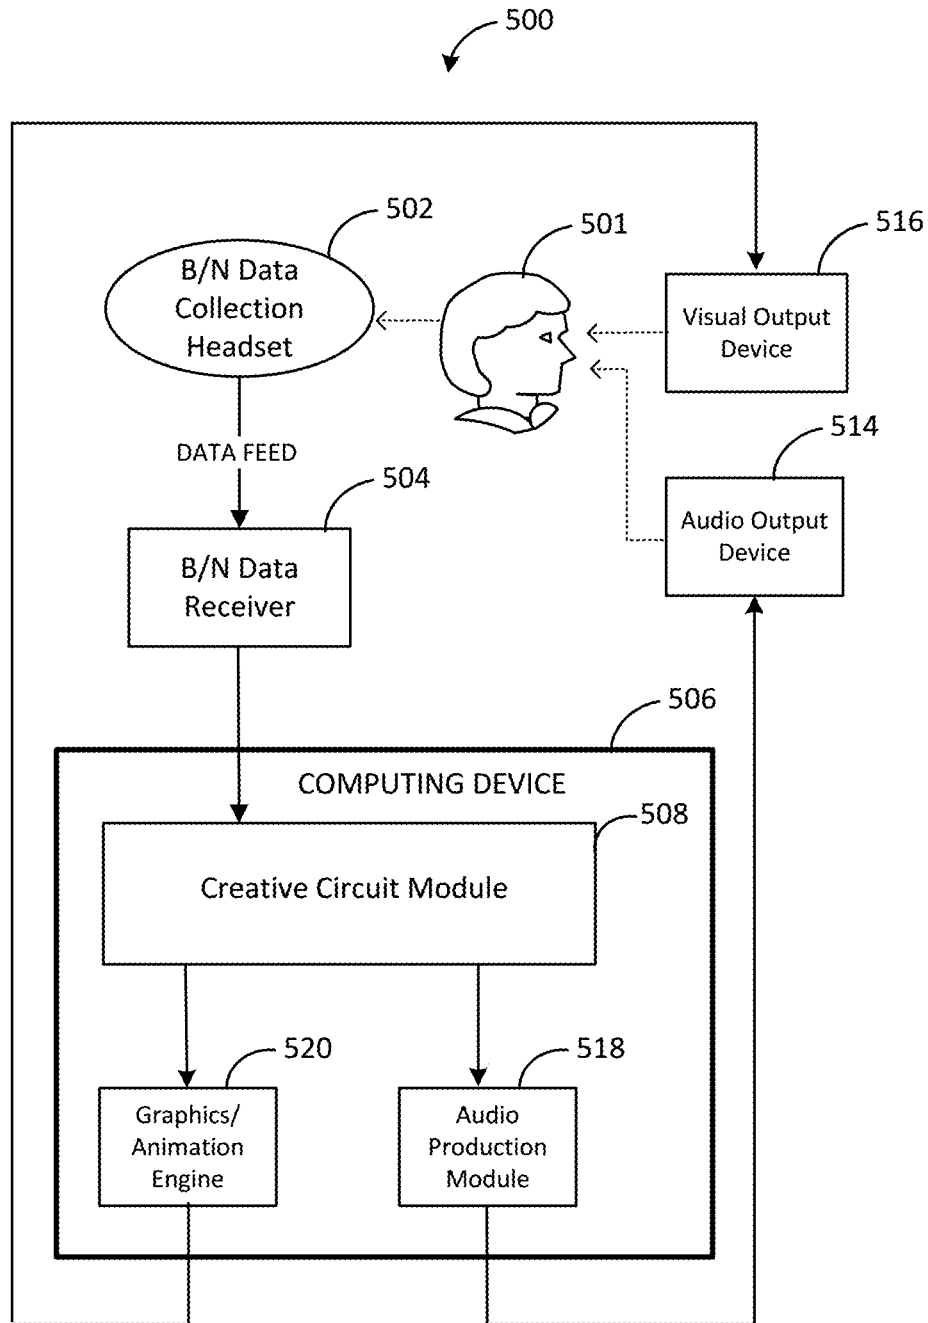 500
502
B/N Data
Collection
Headset
501
516
Visual Output
Device
DATA FEED
514
Audio Output
Device
504
B/N Data
Receiver
506
COMPUTING DEVICE
508
Creative Circuit Module
520
Graphics/
Animation
Engine
518
Audio
Production
Module